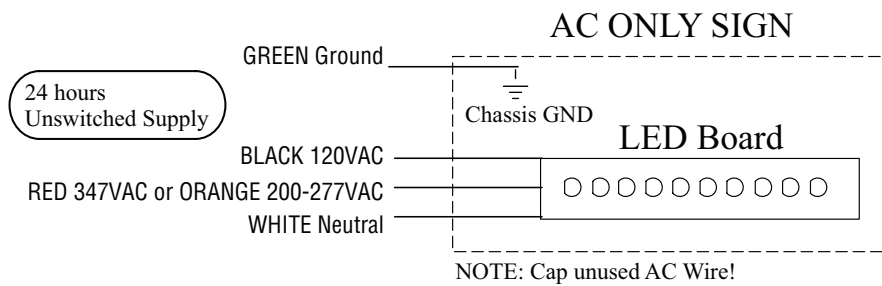 AC ONLY SIGN
GREEN Ground
24 hours
Unswitched Supply
Chassis GND
LED Board
BLACK 120VAC
RED 347VAC or ORANGE 200-277VAC
WHITE Neutral
NOTE: Cap unused AC Wire!